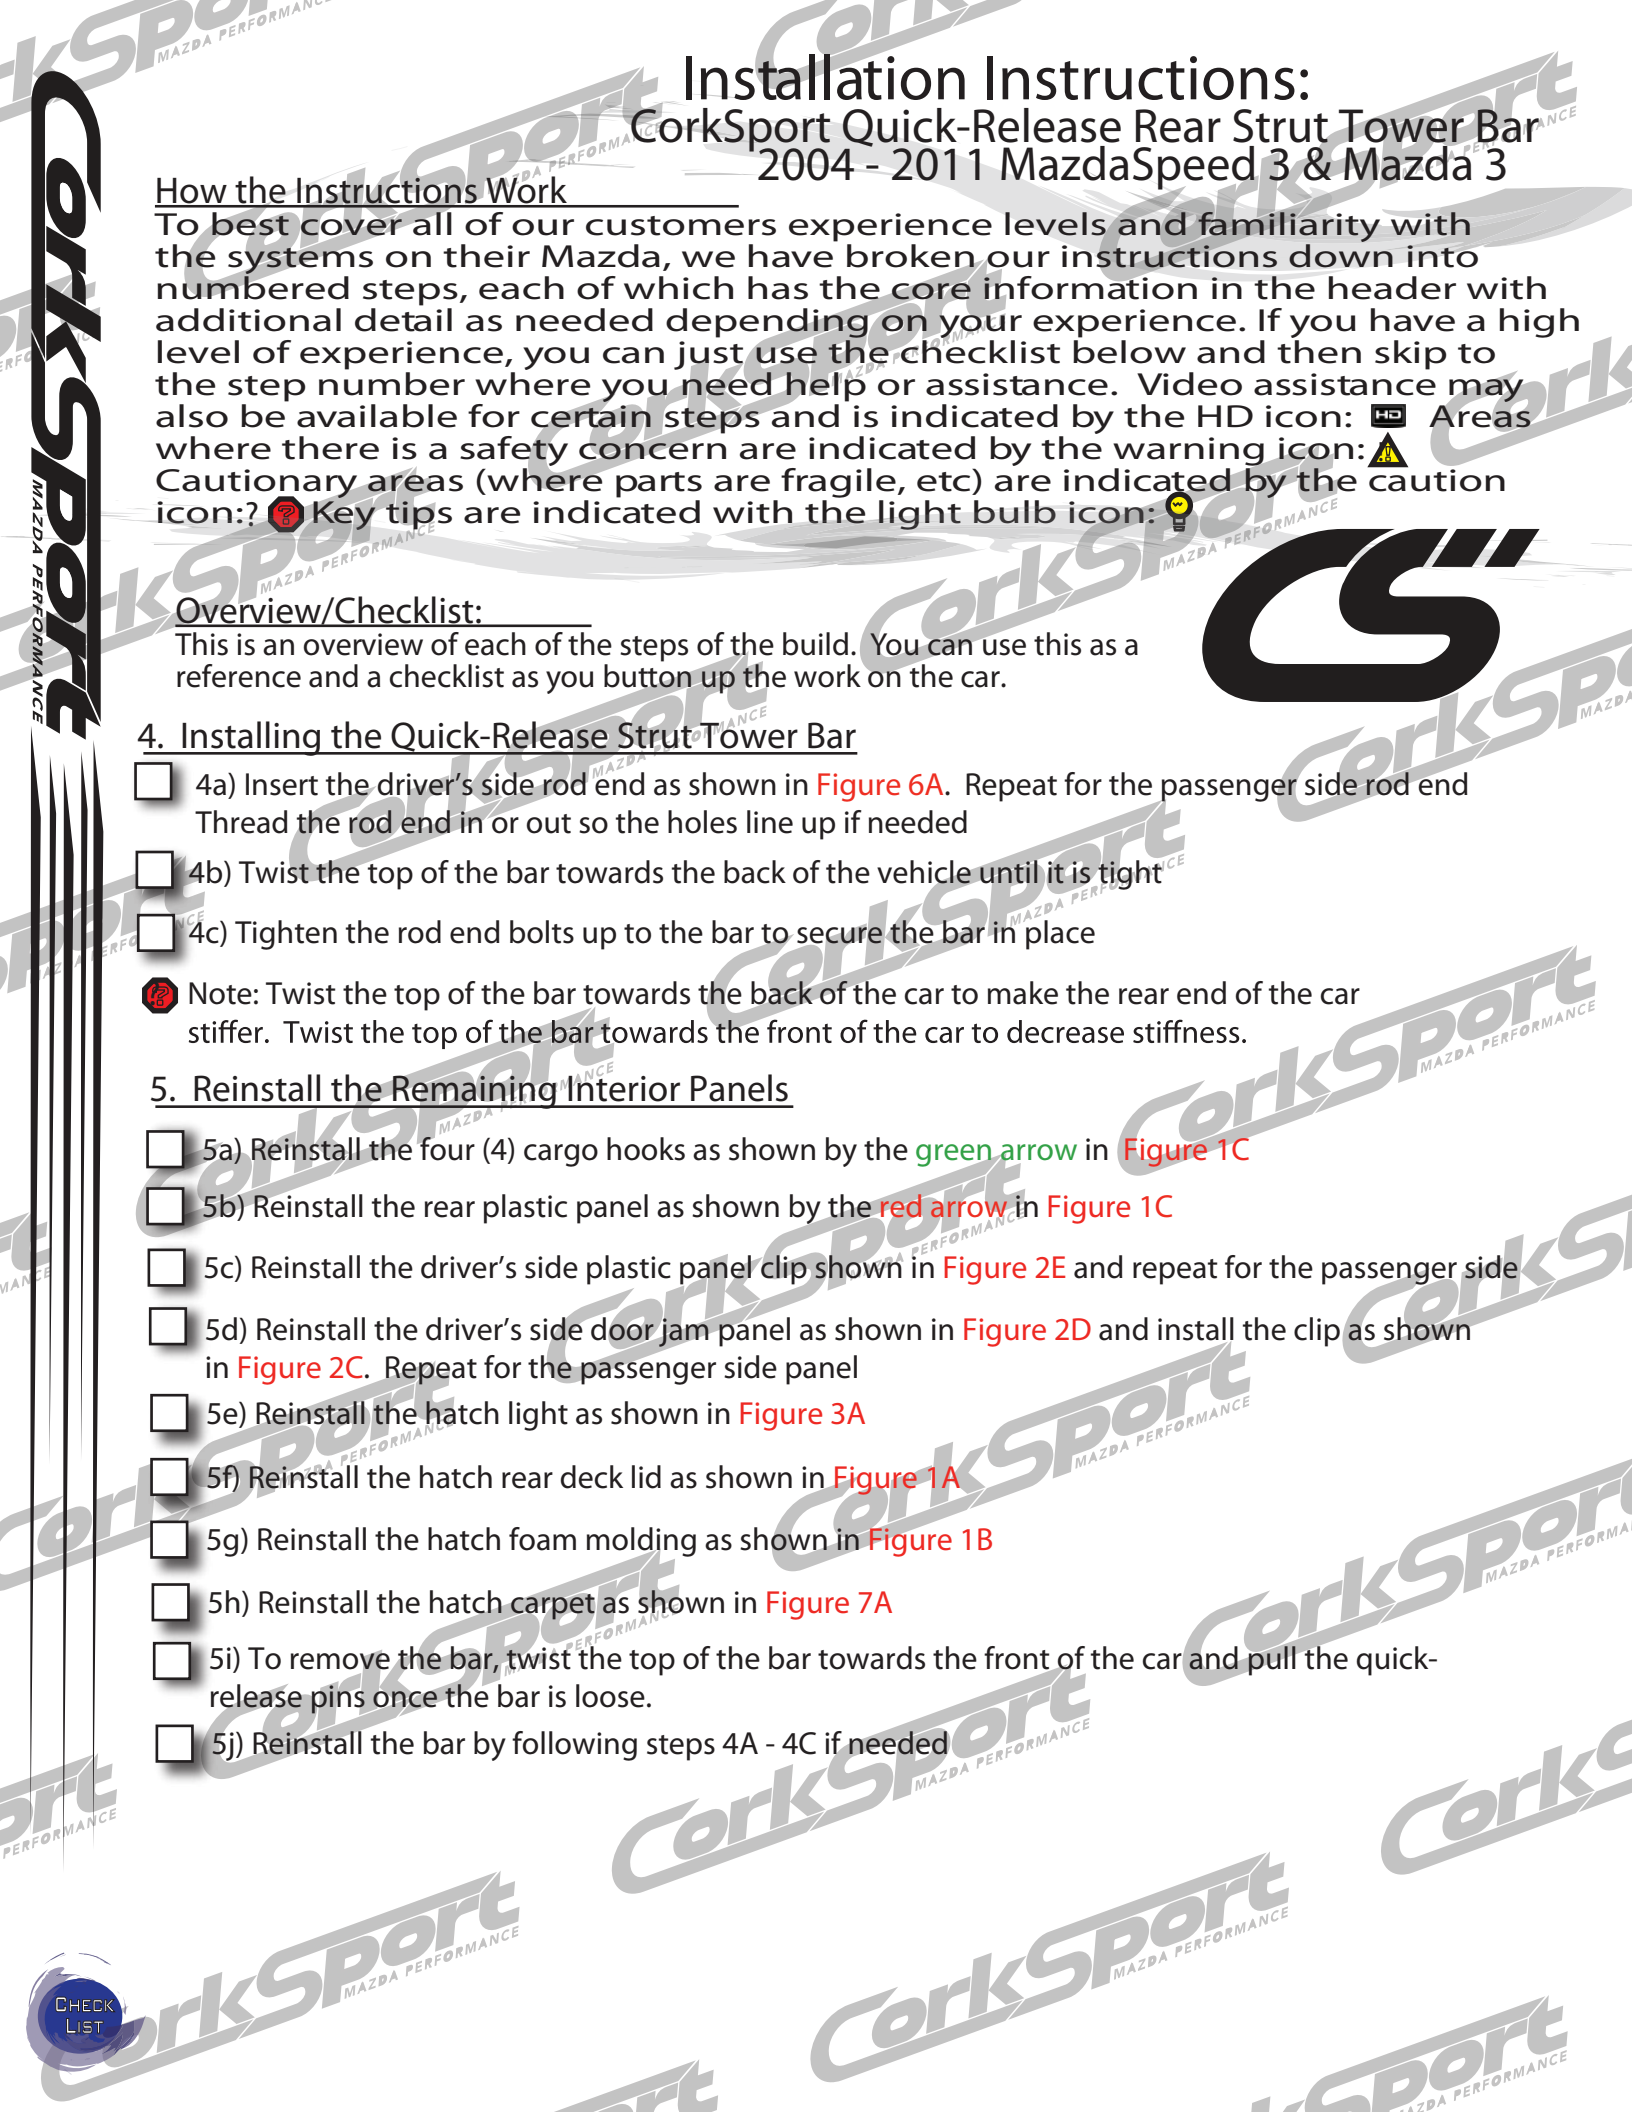 Installation Instructions:
CorkSport Quick-Release Rear Strut Tower Bar
2004 - 2011 MazdaSpeed 3 & Mazda 3
How the Instructions Work
To best cover all of our customers experience levels and familiarity with
the systems on their Mazda, we have broken our instructions down into
numbered steps, each of which has the core information in the header with
additional detail as needed depending on your experience. If you have a high
level of experience, you can just use the checklist below and then skip to
the step number where you need help or assistance.  Video assistance may
also be available for certain steps and is indicated by the HD icon: HD Areas
where there is a safety concern are indicated by the warning icon:
Cautionary areas (where parts are fragile, etc) are indicated by the caution
icon:? Key tips are indicated with the light bulb icon:
CorkSport
MAZDA PERFORMANCE
CS
Overview/Checklist:
This is an overview of each of the steps of the build.  You can use this as a
reference and a checklist as you button up the work on the car.
4.  Installing the Quick-Release Strut Tower Bar
4a) Insert the driver’s side rod end as shown in Figure 6A.  Repeat for the passenger side rod end
Thread the rod end in or out so the holes line up if needed
4b) Twist the top of the bar towards the back of the vehicle until it is tight
4c) Tighten the rod end bolts up to the bar to secure the bar in place
Note: Twist the top of the bar towards the back of the car to make the rear end of the car
stiffer.  Twist the top of the bar towards the front of the car to decrease stiffness.
5.  Reinstall the Remaining Interior Panels
5a) Reinstall the four (4) cargo hooks as shown by the green arrow in  Figure 1C
5b) Reinstall the rear plastic panel as shown by the red arrow in Figure 1C
5c) Reinstall the driver’s side plastic panel clip shown in Figure 2E and repeat for the passenger side
5d) Reinstall the driver’s side door jam panel as shown in Figure 2D and install the clip as shown
in Figure 2C.  Repeat for the passenger side panel
5e) Reinstall the hatch light as shown in Figure 3A
5f) Reinstall the hatch rear deck lid as shown in Figure 1A
5g) Reinstall the hatch foam molding as shown in Figure 1B
5h) Reinstall the hatch carpet as shown in Figure 7A
5i) To remove the bar, twist the top of the bar towards the front of the car and pull the quick-
release pins once the bar is loose.
5j) Reinstall the bar by following steps 4A - 4C if needed
CHECK
LIST